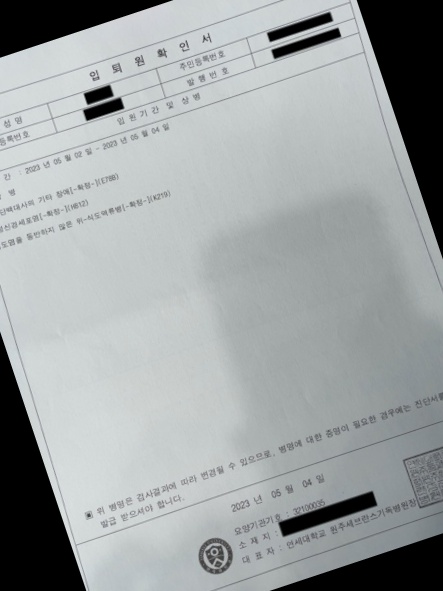 입 퇴 원 확 인 서
성 명
주민등록번호
등록번호
발 행 번 호
입 원 기 간 및 상 병
간 : 2023 년 05 월 02 일 - 2023 년 05 월 04 일
병
단백대사의 기타 장애[-확정-](E788)
정신경세포염[-확정-](H812)
도염을 동반하지 않은 위-식도역류병[-확정-](K219)
▣ 위 병명은 검사결과에 따라 변경될 수 있으므로, 병명에 대한 증명이 필요한 경우에는 진단서를
발급 받으셔야 합니다.
2023 년 05 월 04 일
요양기관기호 : 32100035
소 재 지 :
대 표 자 : 연세대학교 원주세브란스기독병원장